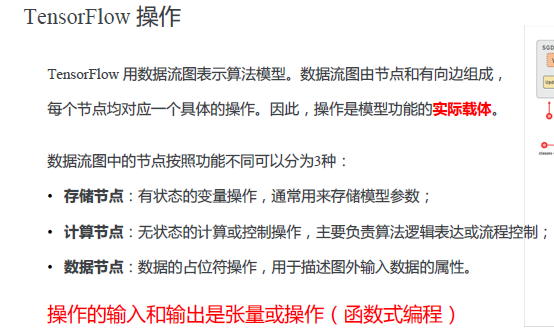 TensorFlow 操作
TensorFlow 用数据流图表示算法模型。数据流图由节点和有向边组成，
每个节点均对应一个具体的操作。因此，操作是模型功能的实际载体。
数据流图中的节点按照功能不同可以分为3种：
• 存储节点：有状态的变量操作，通常用来存储模型参数；
• 计算节点：无状态的计算或控制操作，主要负责算法逻辑表达或流程控制；
• 数据节点：数据的占位符操作，用于描述图外输入数据的属性。
操作的输入和输出是张量或操作（函数式编程）
SGD